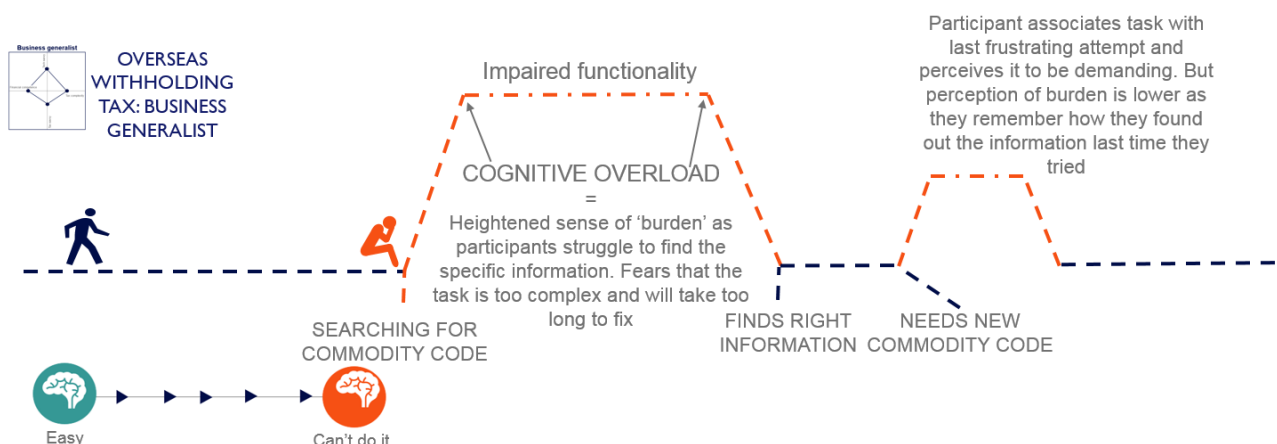 Business generalist
OVERSEAS
WITHHOLDING
TAX: BUSINESS
GENERALIST
Impaired functionality
COGNITIVE OVERLOAD
=
Heightened sense of ‘burden’ as
participants struggle to find the
specific information. Fears that the
task is too complex and will take too
long to fix
Participant associates task with
last frustrating attempt and
perceives it to be demanding. But
perception of burden is lower as
they remember how they found
out the information last time they
tried
SEARCHING FOR
COMMODITY CODE
FINDS RIGHT
INFORMATION
NEEDS NEW
COMMODITY CODE
Easy
Can't do it